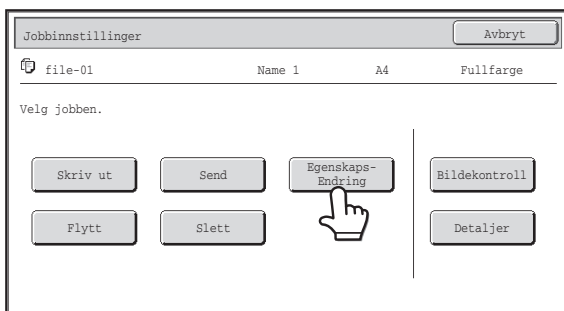 Jobbinnstillinger Avbryt
file-01 Name 1 A4 Fullfarge
Velg jobben.
Skriv ut Send Egenskaps-
Endring Bildekontroll
Flytt Slett Detaljer